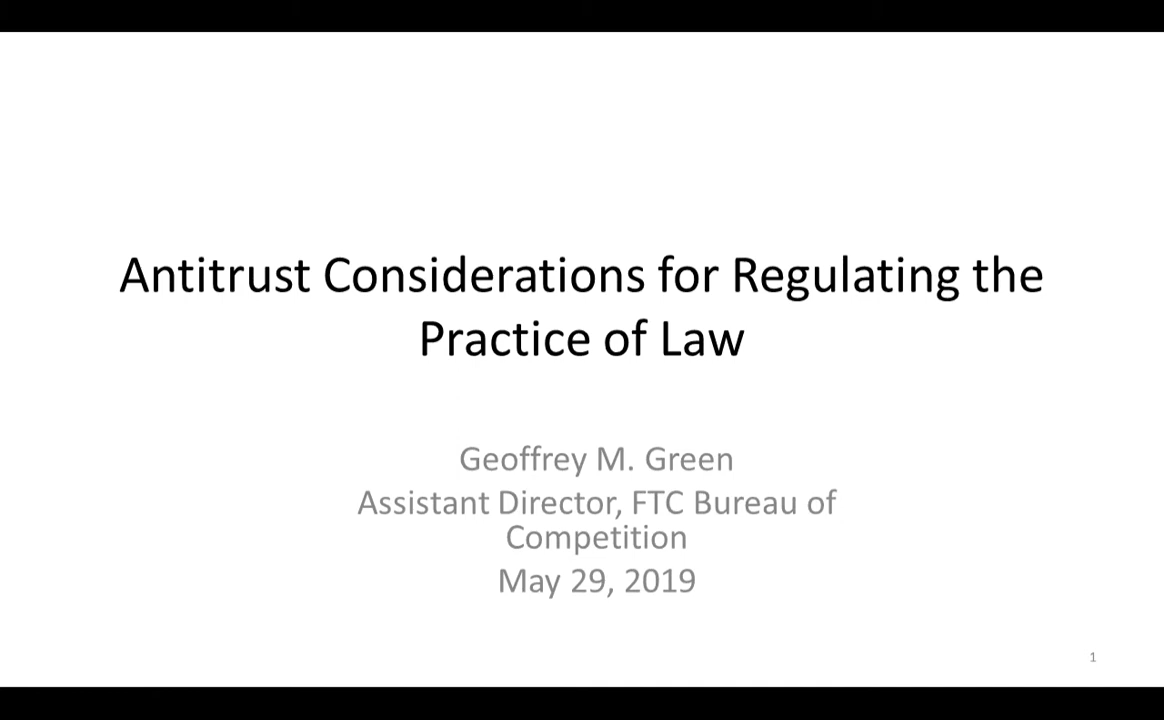 Antitrust Considerations for Regulating the
Practice of Law
Geoffrey M. Green
Assistant Director, FTC Bureau of
Competition
May 29, 2019
1